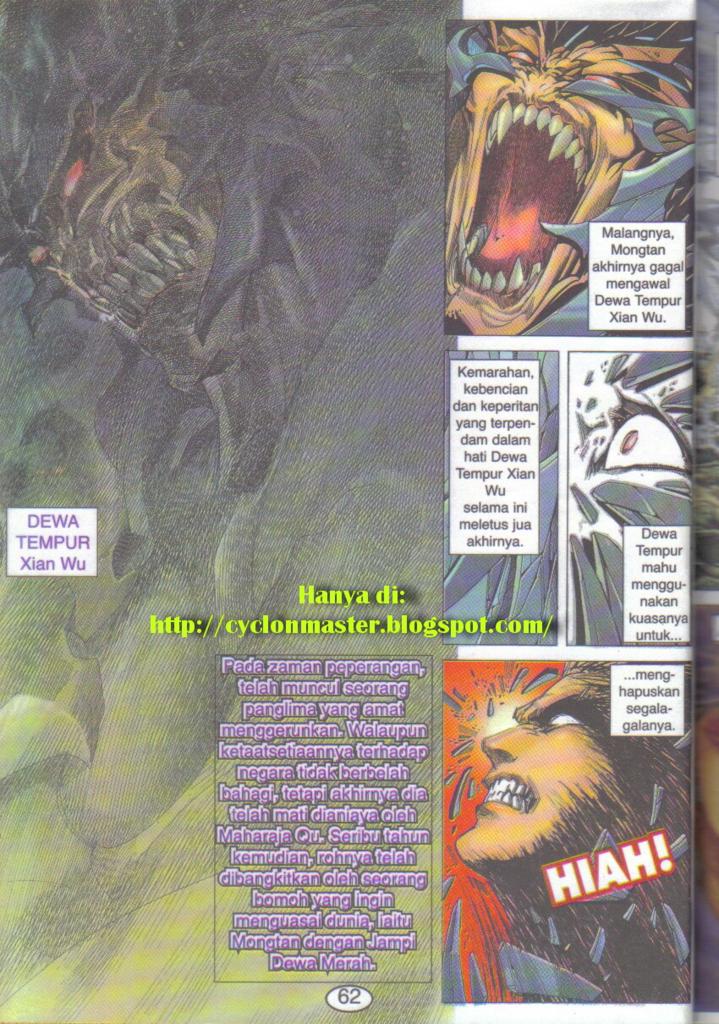 Malangnya,
Mongtan
akhirnya gagal
mengawal
Dewa Tempur
Xian Wu.
Kemarahan,
kebencian
dan keperitan
yang terpen-
dam dalam
hati Dewa
Tempur Xian
Wu
selama ini
meletus jua
akhirnya.
Dewa
Tempur
mahu
menggu-
nakan
kuasanya
untuk...
DEWA
TEMPUR
Xian Wu
Hanya di:
http://cyclonmaster.blogspot.com/
Pada zaman peperangan,
telah muncul seorang
panglima yang amat
menggerunkan. Walaupun
ketaatsetiaannya terhadap
negara tidak berbelah
bahagi, tetapi akhirnya dia
telah mati dianiaya oleh
Maharaja Qu. Seribu tahun
kemudian, rohnya telah
dibangkitkan oleh seorang
bomoh yang ingin
menguasai dunia, iaitu
Mongtan dengan Jampi
Dewa Merah.
...meng-
hapuskan
segala-
galanya.
HIAH!
62